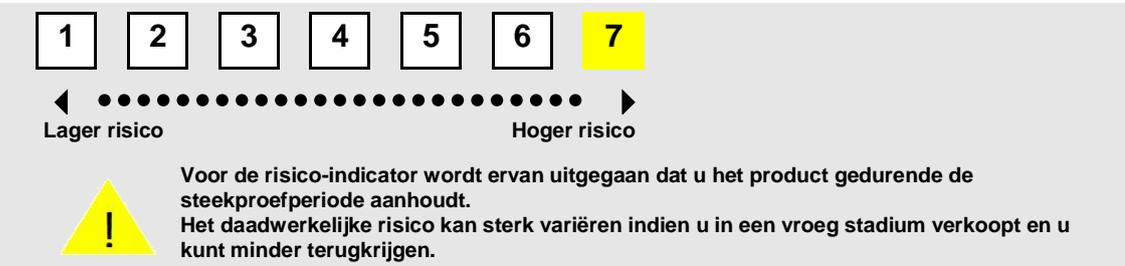 1 2 3 4 5 6 7
Lager risico Hoger risico
Voor de risico-indicator wordt ervan uitgegaan dat u het product gedurende de
steekproefperiode aanhoudt.
Het daadwerkelijke risico kan sterk variëren indien u in een vroeg stadium verkoopt en u
kunt minder terugkrijgen.
!